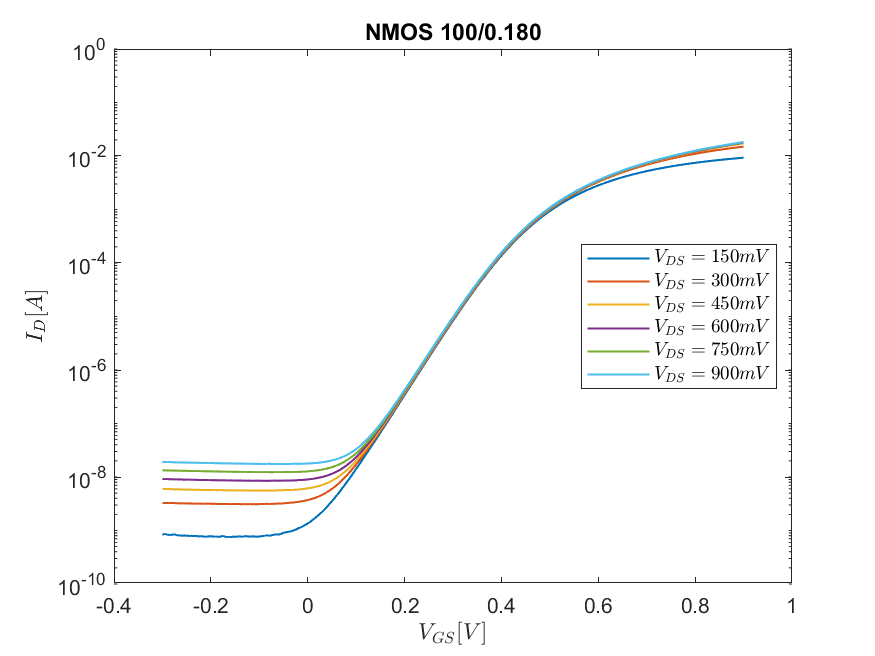 NMOS 100/0.180
10^0
10^-2
10^-4
10^-6
10^-8
10^-10
I_D[A]
V_DS = 150mV
V_DS = 300mV
V_DS = 450mV
V_DS = 600mV
V_DS = 750mV
V_DS = 900mV
-0.4 -0.2 0 0.2 0.4 0.6 0.8 1
V_GS[V]